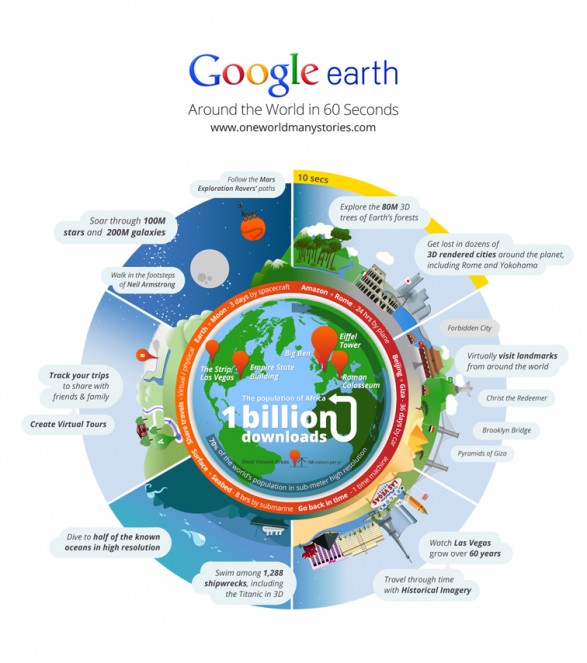 Google earth
Around the World in 60 Seconds
www.oneworldmanystories.com
10 secs
Follow the Mars
Exploration Rovers' paths
Explore the 80M 3D
trees of Earth's forests
Soar through 100M
stars and 200M galaxies
Get lost in dozens of
3D rendered cities around the planet,
including Rome and Yokohama
Walk in the footsteps
of Neil Armstrong
Earth - Moon - 3 days by spacecraft
Amazon - Rome - 24 hrs by plane
Forbidden City
Virtually visit landmarks
from around the world
Christ the Redeemer
Brooklyn Bridge
Pyramids of Giza
Beijing - Giza - 36 days by car
Share travels - Virtual / physical
Track your trips
to share with
friends & family
Create Virtual Tours
Big Ben
Eiffel
Tower
The Strip,
Las Vegas
Empire State
Building
Roman
Colosseum
The population of Africa
1 billion
downloads
70% of the world's population in sub-meter high resolution
Surface - Seabed - 8 hrs by submarine
Go back in time - 1 time machine
Dive to half of the known
oceans in high resolution
Swim among 1,288
shipwrecks, including
the Titanic in 3D
Watch Las Vegas
grow over 60 years
Travel through time
with Historical Imagery